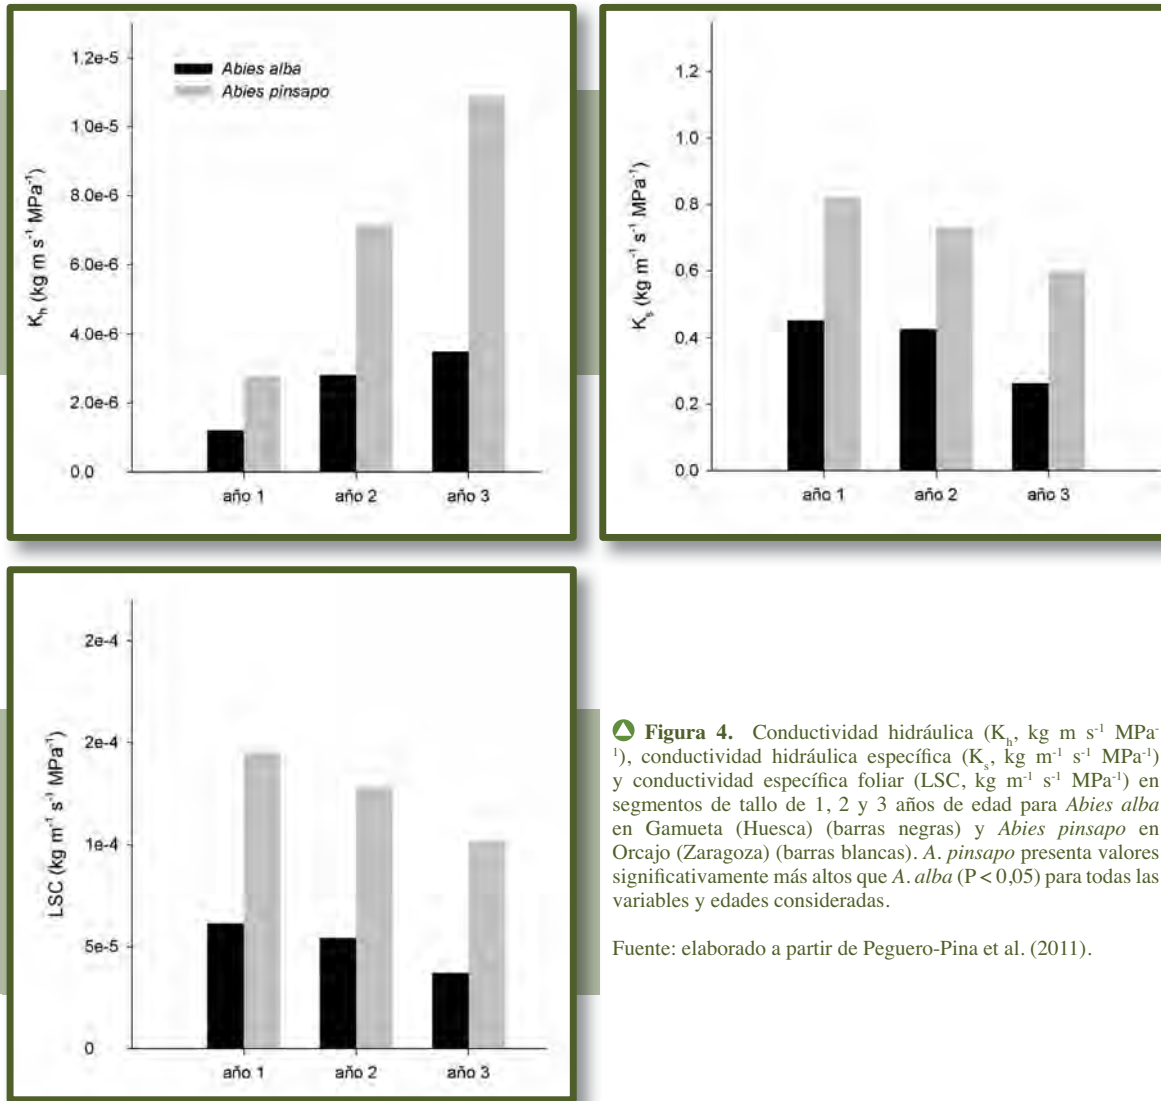 1.2e-5
1.0e-5
8.0e-6
6.0e-6
4.0e-6
2.0e-6
0.0
K_h (kg m s⁻¹ MPa⁻¹)
Abies alba
Abies pinsapo
año 1 año 2 año 3
1.2
1.0
0.8
0.6
0.4
0.2
0.0
K_s (kg m⁻¹ s⁻¹ MPa⁻¹)
año 1 año 2 año 3
2e-4
2e-4
1e-4
5e-5
0
LSC (kg m⁻¹ s⁻¹ MPa⁻¹)
año 1 año 2 año 3
Figura 4. Conductividad hidráulica (K_h, kg m s⁻¹ MPa⁻
¹), conductividad hidráulica específica (K_s, kg m⁻¹ s⁻¹ MPa⁻¹)
y conductividad específica foliar (LSC, kg m⁻¹ s⁻¹ MPa⁻¹) en
segmentos de tallo de 1, 2 y 3 años de edad para Abies alba
en Gamueta (Huesca) (barras negras) y Abies pinsapo en
Orcajo (Zaragoza) (barras blancas). A. pinsapo presenta valores
significativamente más altos que A. alba (P < 0,05) para todas las
variables y edades consideradas.
Fuente: elaborado a partir de Peguero-Pina et al. (2011).